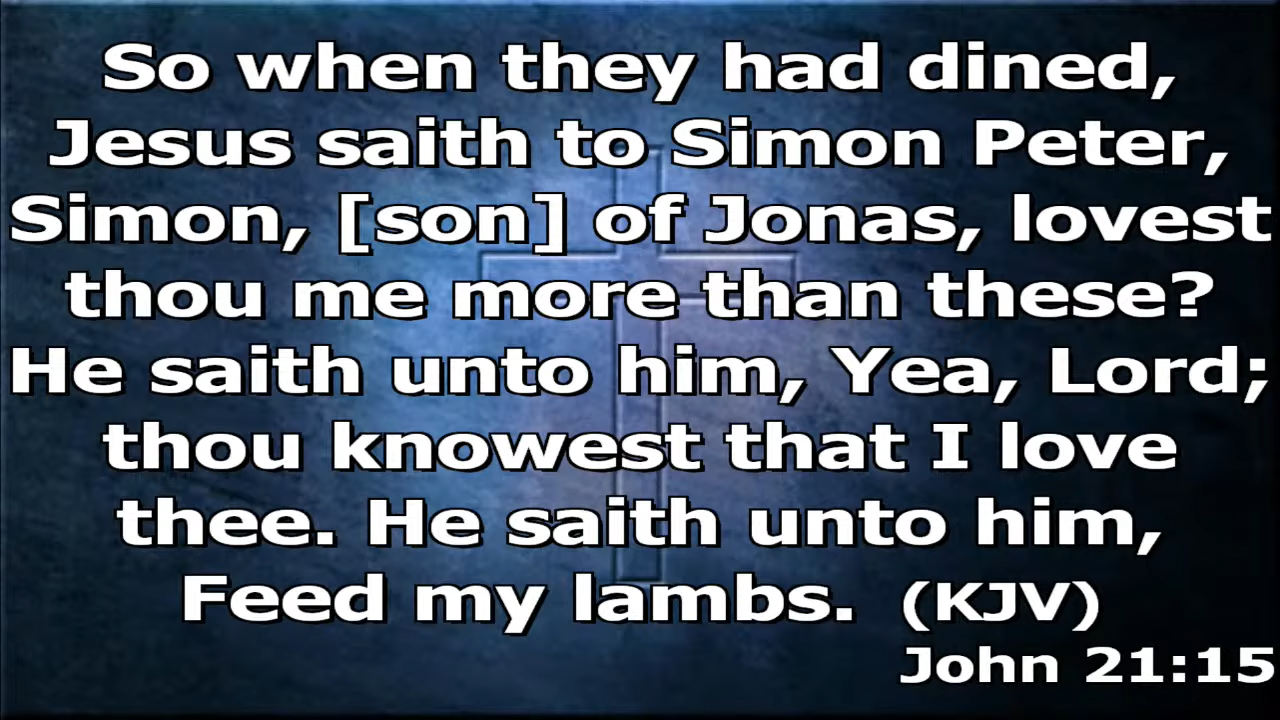 So when they had dined,
Jesus saith to Simon Peter,
Simon, [son] of Jonas, lovest
thou me more than these?
He saith unto him, Yea, Lord;
thou knowest that I love
thee. He saith unto him,
Feed my lambs. (KJV)
John 21:15